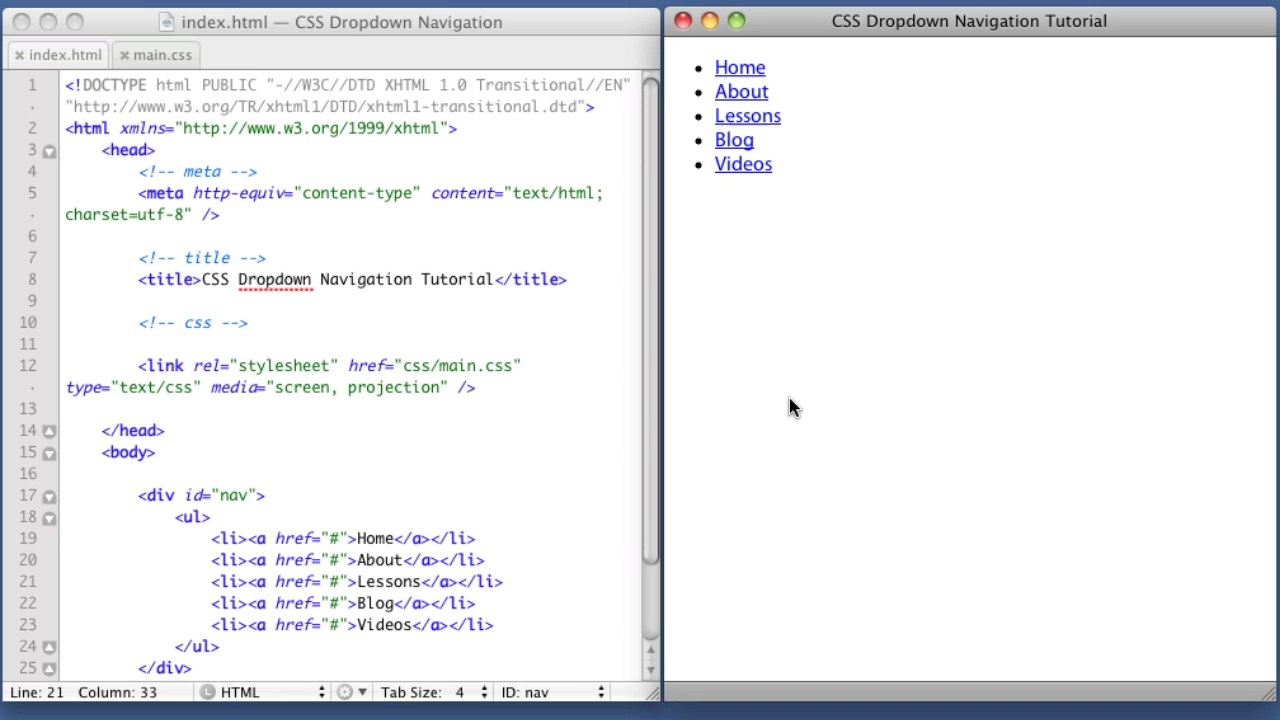 index.html — CSS Dropdown Navigation
index.html
main.css
1 <!DOCTYPE html PUBLIC "-//W3C//DTD XHTML 1.0 Transitional//EN"
"http://www.w3.org/TR/xhtml1/DTD/xhtml1-transitional.dtd">
2 <html xmlns="http://www.w3.org/1999/xhtml">
3 <head>
4 <!-- meta -->
5 <meta http-equiv="content-type" content="text/html;
charset=utf-8" />
6
7 <!-- title -->
8 <title>CSS Dropdown Navigation Tutorial</title>
9
10 <!-- css -->
11
12 <link rel="stylesheet" href="css/main.css"
type="text/css" media="screen, projection" />
13
14 </head>
15 <body>
16
17 <div id="nav">
18 <ul>
19 <li><a href="#">Home</a></li>
20 <li><a href="#">About</a></li>
21 <li><a href="#">Lessons</a></li>
22 <li><a href="#">Blog</a></li>
23 <li><a href="#">Videos</a></li>
24 </ul>
25 </div>
Line: 21 Column: 33 L HTML Tab Size: 4 ID: nav
CSS Dropdown Navigation Tutorial
Home
About
Lessons
Blog
Videos